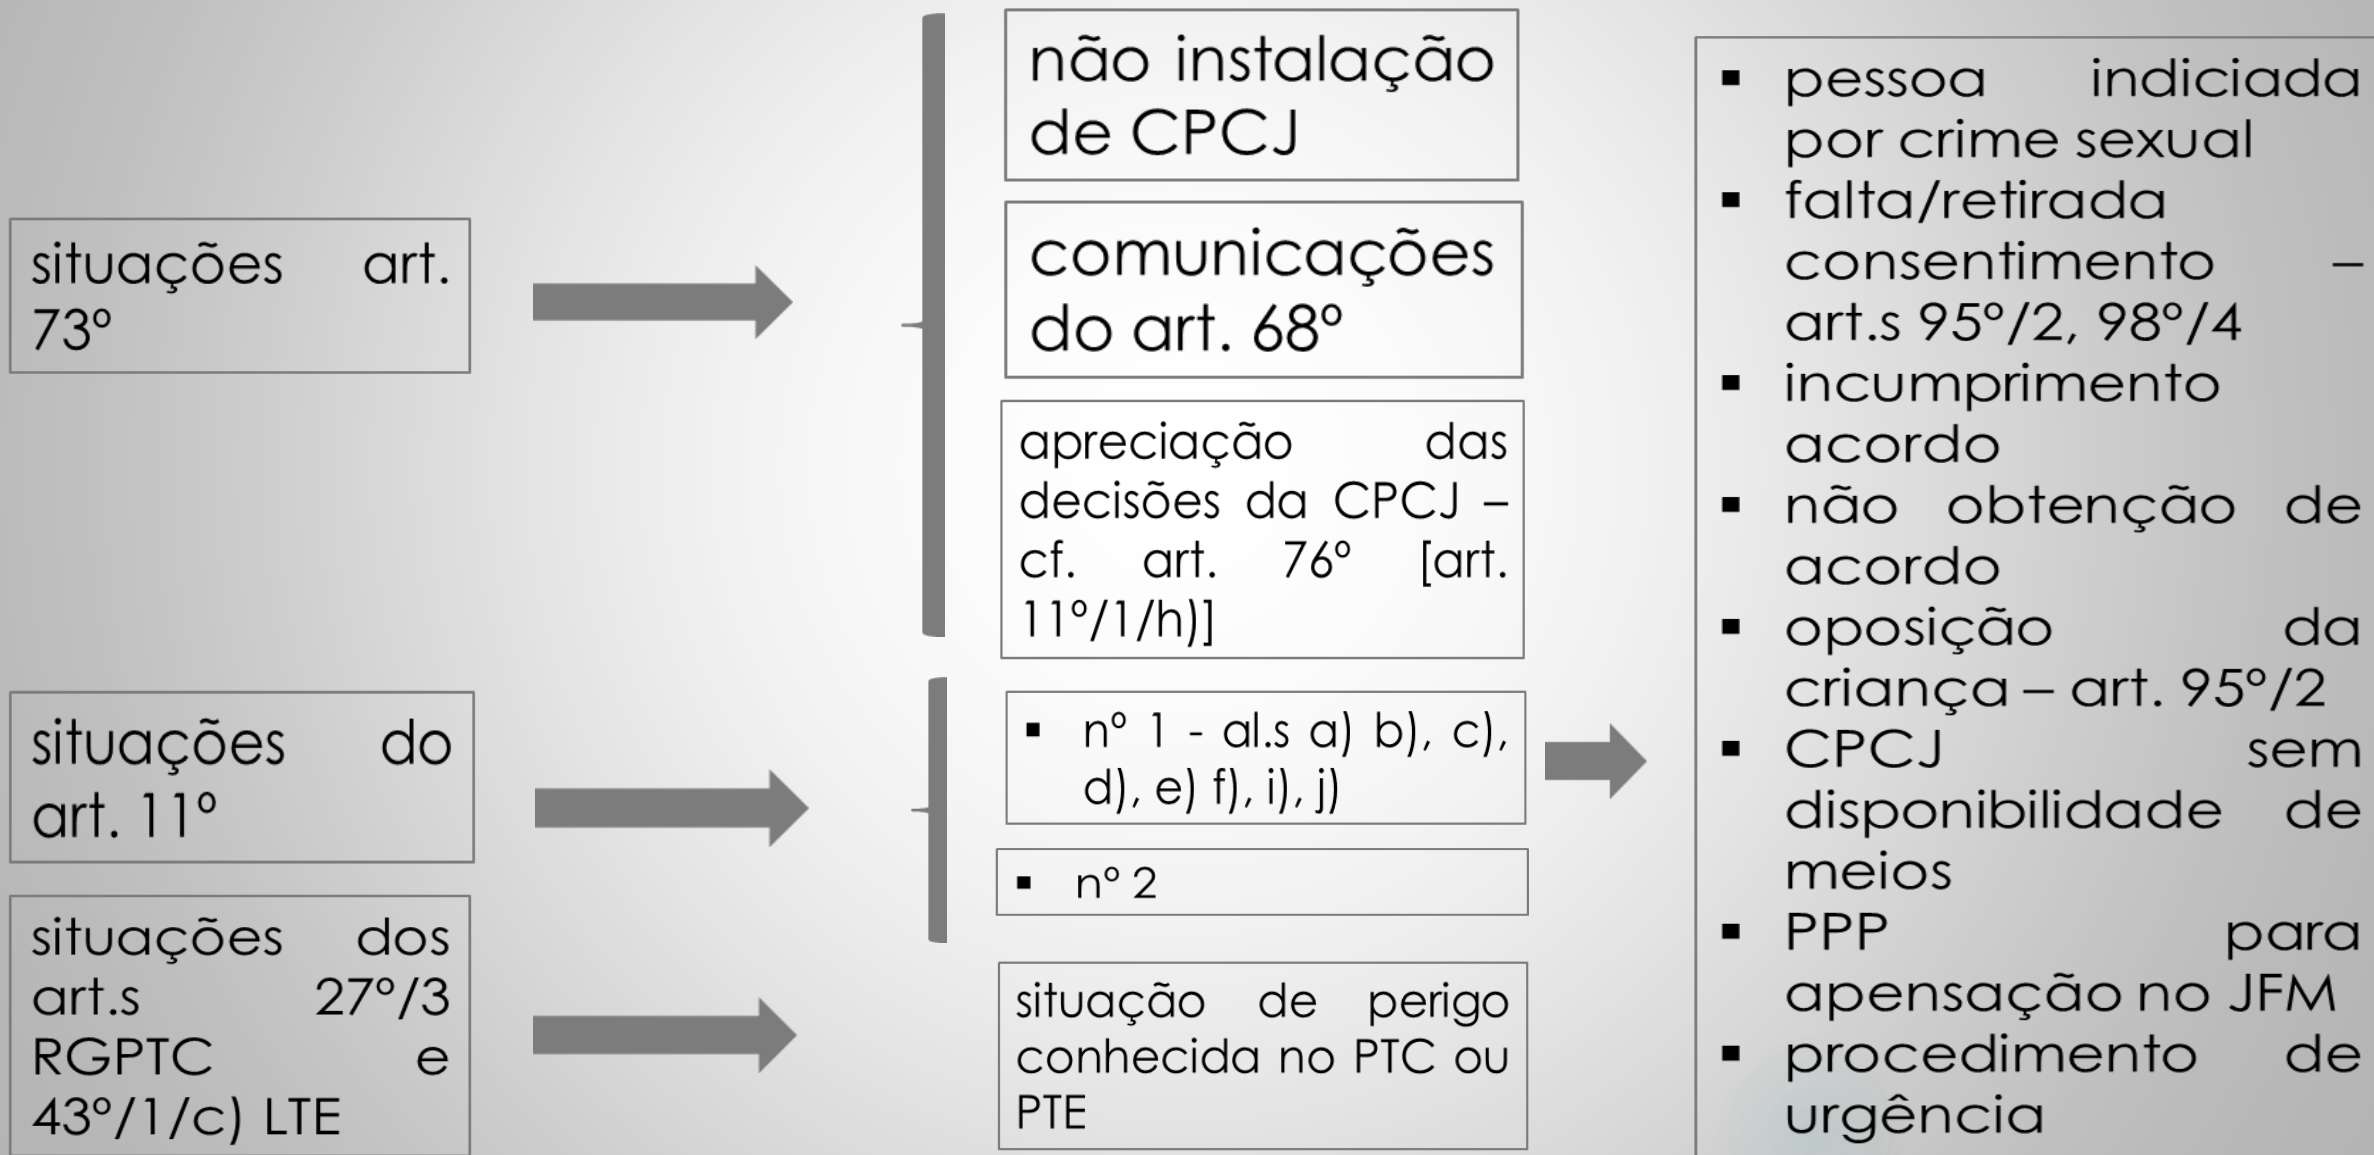 situações art.
73º
não instalação
de CPCJ
comunicações
do art. 68º
apreciação das
decisões da CPCJ –
cf. art. 76º [art.
11º/1/h)]
situações do
art. 11º
▪ nº 1 - al.s a) b), c),
d), e) f), i), j)
▪ nº 2
situações dos
art.s 27º/3
RGPTC e
43º/1/c) LTE
situação de perigo
conhecida no PTC ou
PTE
▪ pessoa indiciada
por crime sexual
▪ falta/retirada
consentimento –
art.s 95º/2, 98º/4
▪ incumprimento
acordo
▪ não obtenção de
acordo
▪ oposição da
criança – art. 95º/2
▪ CPCJ sem
disponibilidade de
meios
▪ PPP para
apensação no JFM
▪ procedimento de
urgência